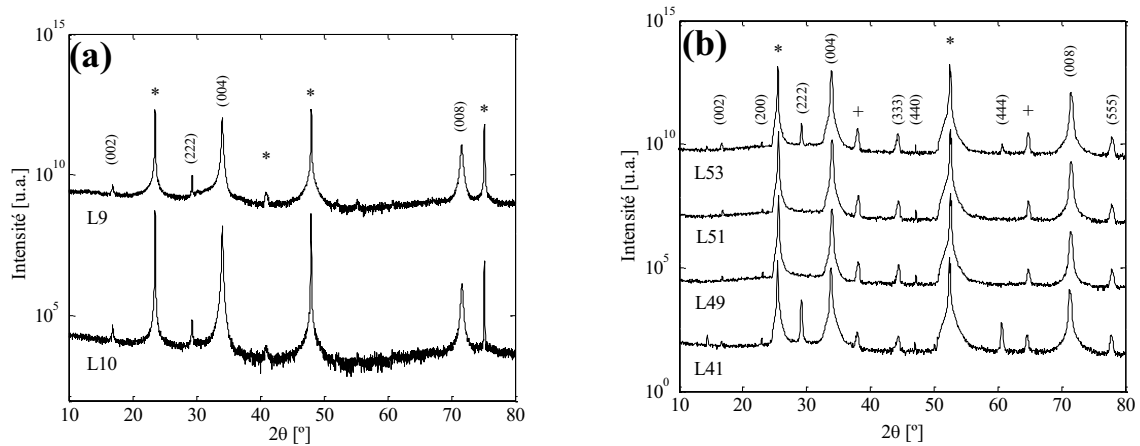 (a)
10^15
10^10
10^5
Intensité [u.a.]
(002)
*
(222)
(004)
*
*
(008)
*
L9
L10
10 20 30 40 50 60 70 80
2θ [º]
(b)
10^15
10^10
10^5
10^0
Intensité [u.a.]
(002)
(200)
*
(222)
(004)
+
(333)
(440)
*
(444)
+
(008)
(555)
L53
L51
L49
L41
10 20 30 40 50 60 70 80
2θ [º]